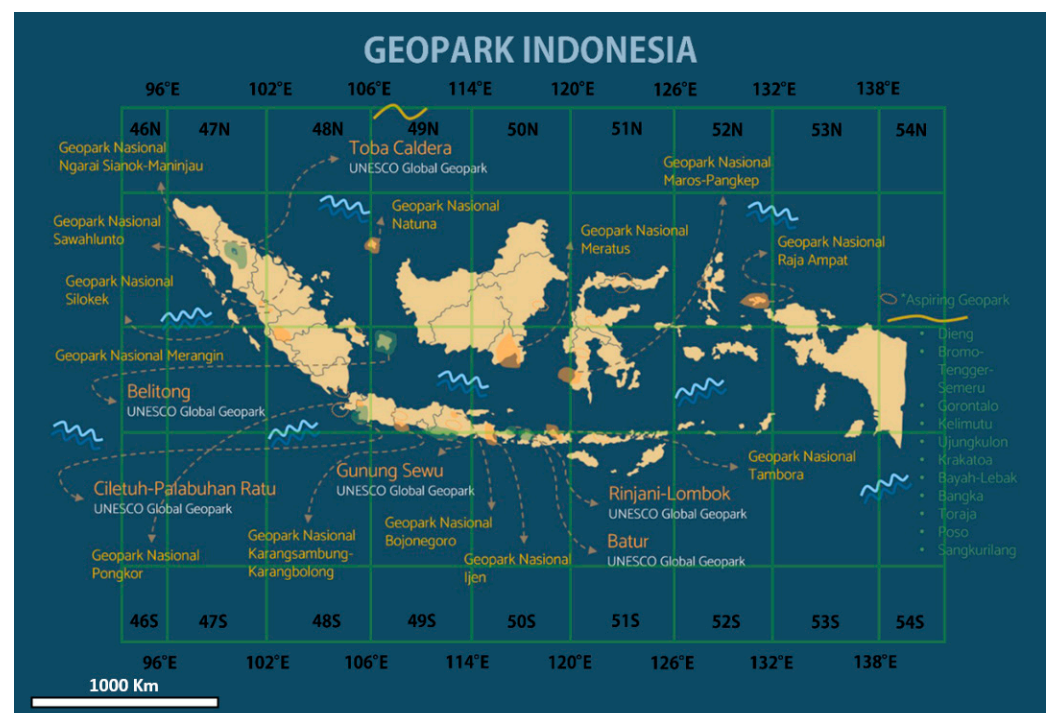 GEOPARK INDONESIA
96°E 102°E 106°E 114°E 120°E 126°E 132°E 138°E
46N 47N 48N 49N 50N 51N 52N 53N 54N
Geopark Nasional
Ngarai Sianok-Maninjau
Toba Caldera
UNESCO Global Geopark
Geopark Nasional
Maros-Pangkep
Geopark Nasional
Natuna
Geopark Nasional
Sawahlunto
Geopark Nasional
Meratus
Geopark Nasional
Raja Ampat
Geopark Nasional
Silokek
*Aspiring Geopark
• Dieng
• Bromo-
Tengger-
Semeru
• Gorontalo
• Kelimutu
• Ujungkulon
• Krakatoa
• Bayah-Lebak
• Bangka
• Toraja
• Poso
• Sangkurilang
Geopark Nasional Merangin
Belitong
UNESCO Global Geopark
Geopark Nasional
Tambora
Gunung Sewu
UNESCO Global Geopark
Ciletuh-Palabuhan Ratu
UNESCO Global Geopark
Rinjani-Lombok
UNESCO Global Geopark
Geopark Nasional
Bojonegoro
Geopark Nasional
Karangsambung-
Karangbolong
Batur
UNESCO Global Geopark
Geopark Nasional
Pongkor
Geopark Nasional
Ijen
46S 47S 48S 49S 50S 51S 52S 53S 54S
96°E 102°E 106°E 114°E 120°E 126°E 132°E 138°E
1000 Km